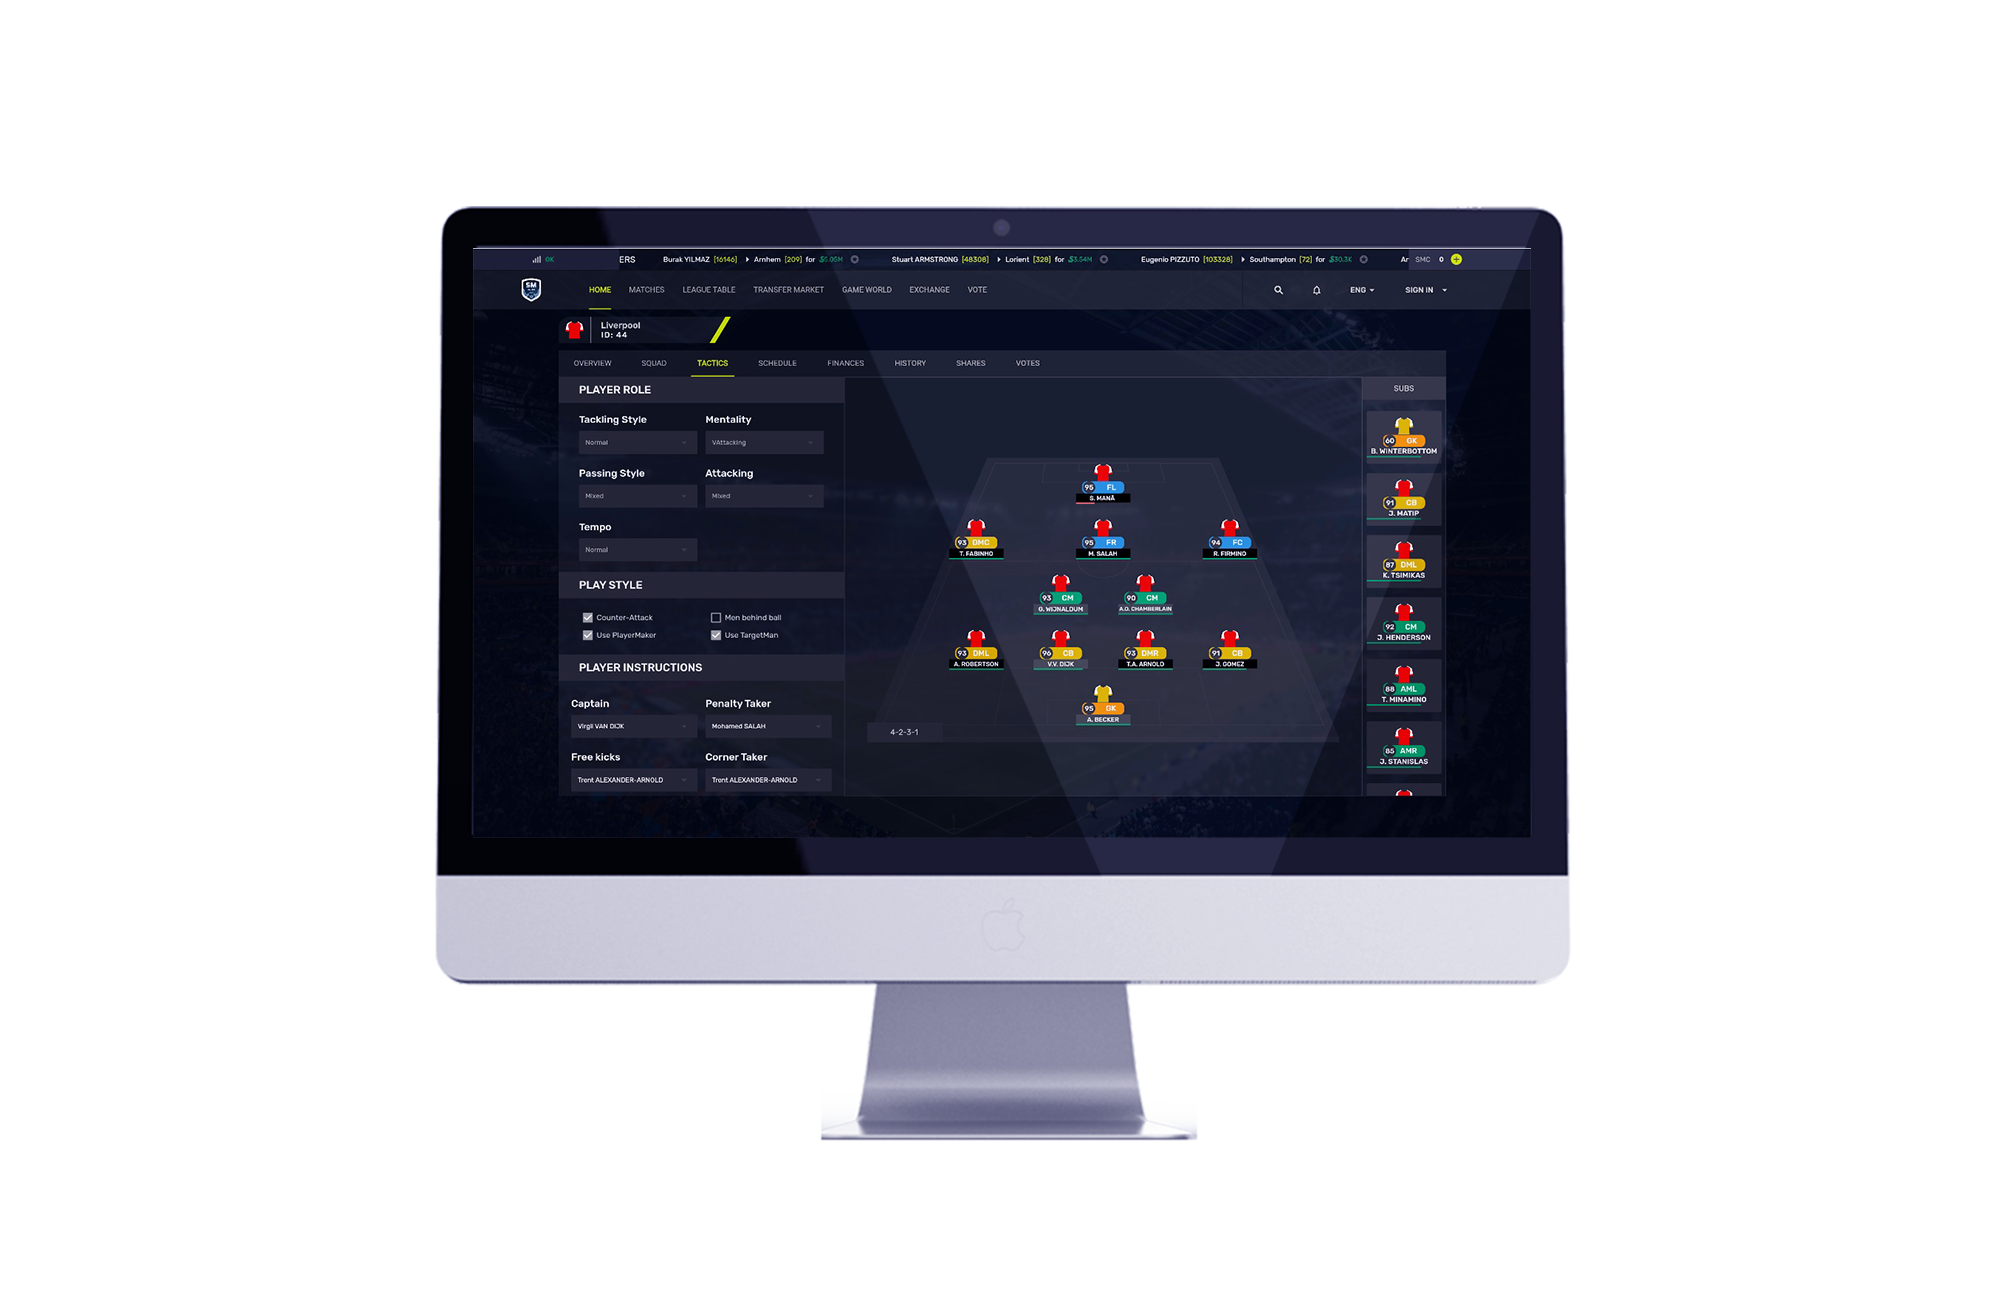 OK
ERS Burak YILMAZ [16146] Arnhem [209] for $5.05M Stuart ARMSTRONG [48308] Lorient [328] for $3.54M Eugenio PIZZUTO [103328] Southampton [72] for $30.3K Ar SMC 0
SM
HOME MATCHES LEAGUE TABLE TRANSFER MARKET GAME WORLD EXCHANGE VOTE ENG SIGN IN
Liverpool
ID: 44
OVERVIEW SQUAD TACTICS SCHEDULE FINANCES HISTORY SHARES VOTES
PLAYER ROLE
Tackling Style Mentality
Normal VAttacking
Passing Style Attacking
Mixed Mixed
Tempo
Normal
PLAY STYLE
Counter-Attack Men behind ball
Use PlayerMaker Use TargetMan
PLAYER INSTRUCTIONS
Captain Penalty Taker
Virgil VAN DIJK Mohamed SALAH
Free kicks Corner Taker
Trent ALEXANDER-ARNOLD Trent ALEXANDER-ARNOLD
95 FL
S. MANÃ
93 DMC 95 FR 94 FC
T. FABINHO M. SALAH R. FIRMINO
93 CM 90 CM
G. WIJNALDUM A.O. CHAMBERLAIN
93 DML 96 CB 93 DMR 91 CB
A. ROBERTSON V.V. DIJK T.A. ARNOLD J. GOMEZ
95 GK
A. BECKER
4-2-3-1
SUBS
60 GK
B. WINTERBOTTOM
91 CB
J. MATIP
87 DML
K. TSIMIKAS
92 CM
J. HENDERSON
88 AML
T. MINAMINO
85 AMR
J. STANISLAS